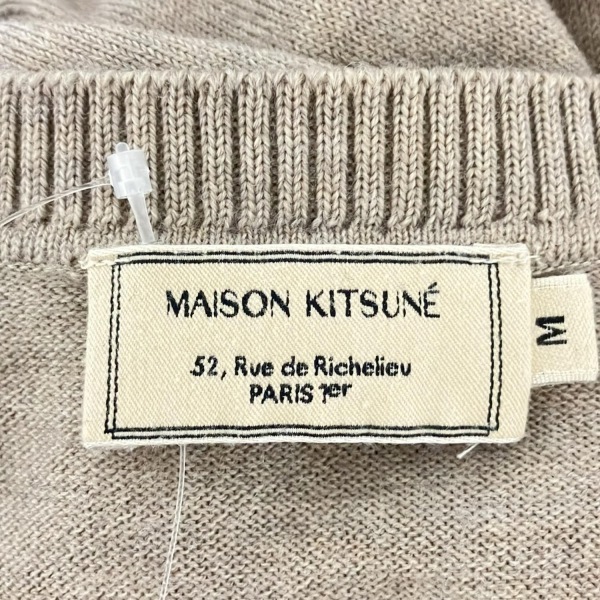 MAISON KITSUNÉ
52, Rue de Richelieu
PARIS 1er
M